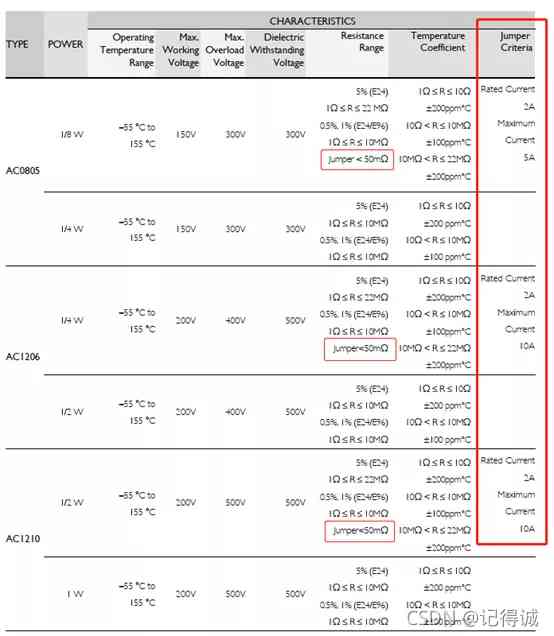 CHARACTERISTICS
TYPE POWER Operating Temperature Range Max. Working Voltage Max. Overload Voltage Dielectric Withstanding Voltage Resistance Range Temperature Coefficient Jumper Criteria
AC0805
1/8 W –55 °C to 155 °C 150V 300V 300V
5% (E24) 1Ω ≤ R ≤ 10Ω Rated Current
1Ω ≤ R ≤ 22 MΩ ±200ppm°C 2A
0.5%, 1% (E24/E96) 10Ω < R ≤ 10MΩ Maximum
1Ω ≤ R ≤ 10MΩ ±100ppm°C Current
Jumper < 50mΩ 10MΩ < R ≤ 22MΩ 5A
±200ppm°C
1/4 W –55 °C to 155 °C 150V 300V 300V
5% (E24) 1Ω ≤ R ≤ 10Ω
1Ω ≤ R ≤ 10MΩ ±200 ppm°C
0.5%, 1% (E24/E96) 10Ω < R ≤ 10MΩ
1Ω ≤ R ≤ 10MΩ ±100 ppm°C
AC1206
1/4 W –55 °C to 155 °C 200V 400V 500V
5% (E24) 1Ω ≤ R ≤ 10Ω Rated Current
1Ω ≤ R ≤ 22MΩ ±200ppm°C 2A
0.5%, 1% (E24/E96) 10Ω < R ≤ 10MΩ Maximum
1Ω ≤ R ≤ 10MΩ ±100ppm°C Current
Jumper<50mΩ 10MΩ < R ≤ 22MΩ 10A
±200ppm°C
1/2 W –55 °C to 155 °C 200V 400V 500V
5% (E24) 1Ω ≤ R ≤ 10Ω
1Ω ≤ R ≤ 10MΩ ±200 ppm°C
0.5%, 1% (E24/E96) 10Ω < R ≤ 10MΩ
1Ω ≤ R ≤ 10MΩ ±100 ppm°C
AC1210
1/2 W –55 °C to 155 °C 200V 500V 500V
5% (E24) 1Ω ≤ R ≤ 10Ω Rated Current
1Ω ≤ R ≤ 22MΩ ±200ppm°C 2A
0.5%, 1% (E24/E96) 10Ω < R ≤ 10MΩ Maximum
1Ω ≤ R ≤ 10MΩ ±100ppm°C Current
Jumper<50mΩ 10MΩ < R ≤ 22MΩ 10A
±200ppm°C
1 W –55 °C to 155 °C 200V 500V 500V
5% (E24) 1Ω ≤ R ≤ 10Ω
1Ω ≤ R ≤ 10MΩ ±200 ppm°C
0.5%, 1% (E24/E96) 10Ω < R ≤ 10MΩ
1Ω ≤ R ≤ 10MΩ ±100 ppm°C
CSDN @记得诚